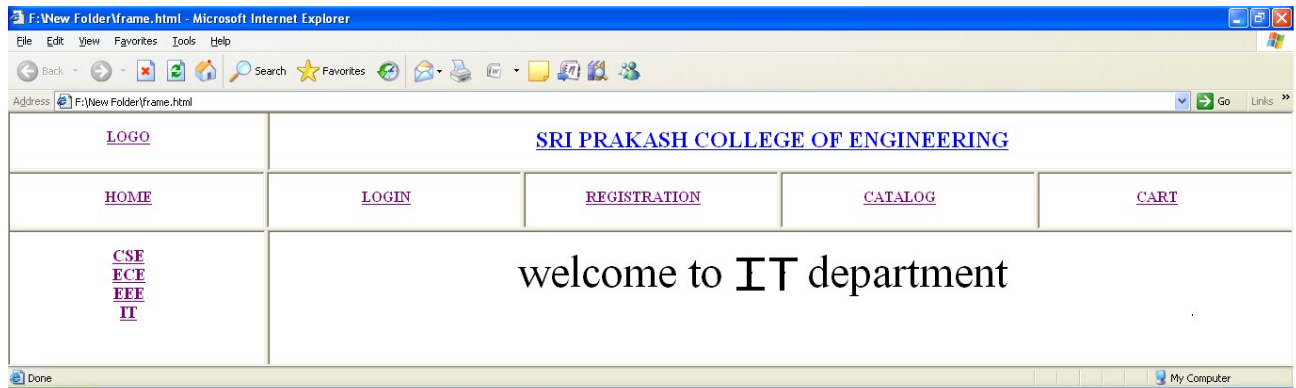 F:\New Folder\frame.html - Microsoft Internet Explorer
File Edit View Favorites Tools Help
Back Search Favorites
Address F:\New Folder\frame.html Go Links »
LOGO SRI PRAKASH COLLEGE OF ENGINEERING
HOME LOGIN REGISTRATION CATALOG CART
CSE
ECE
EEE
IT
welcome to IT department
Done My Computer